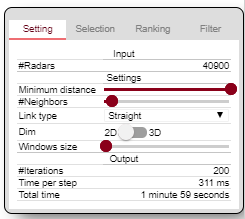 Setting Selection Ranking Filter
Input
#Radars 40900
Settings
Minimum distance
#Neighbors
Link type Straight
Dim 2D 3D
Windows size
Output
#Iterations 200
Time per step 311 ms
Total time 1 minute 59 seconds